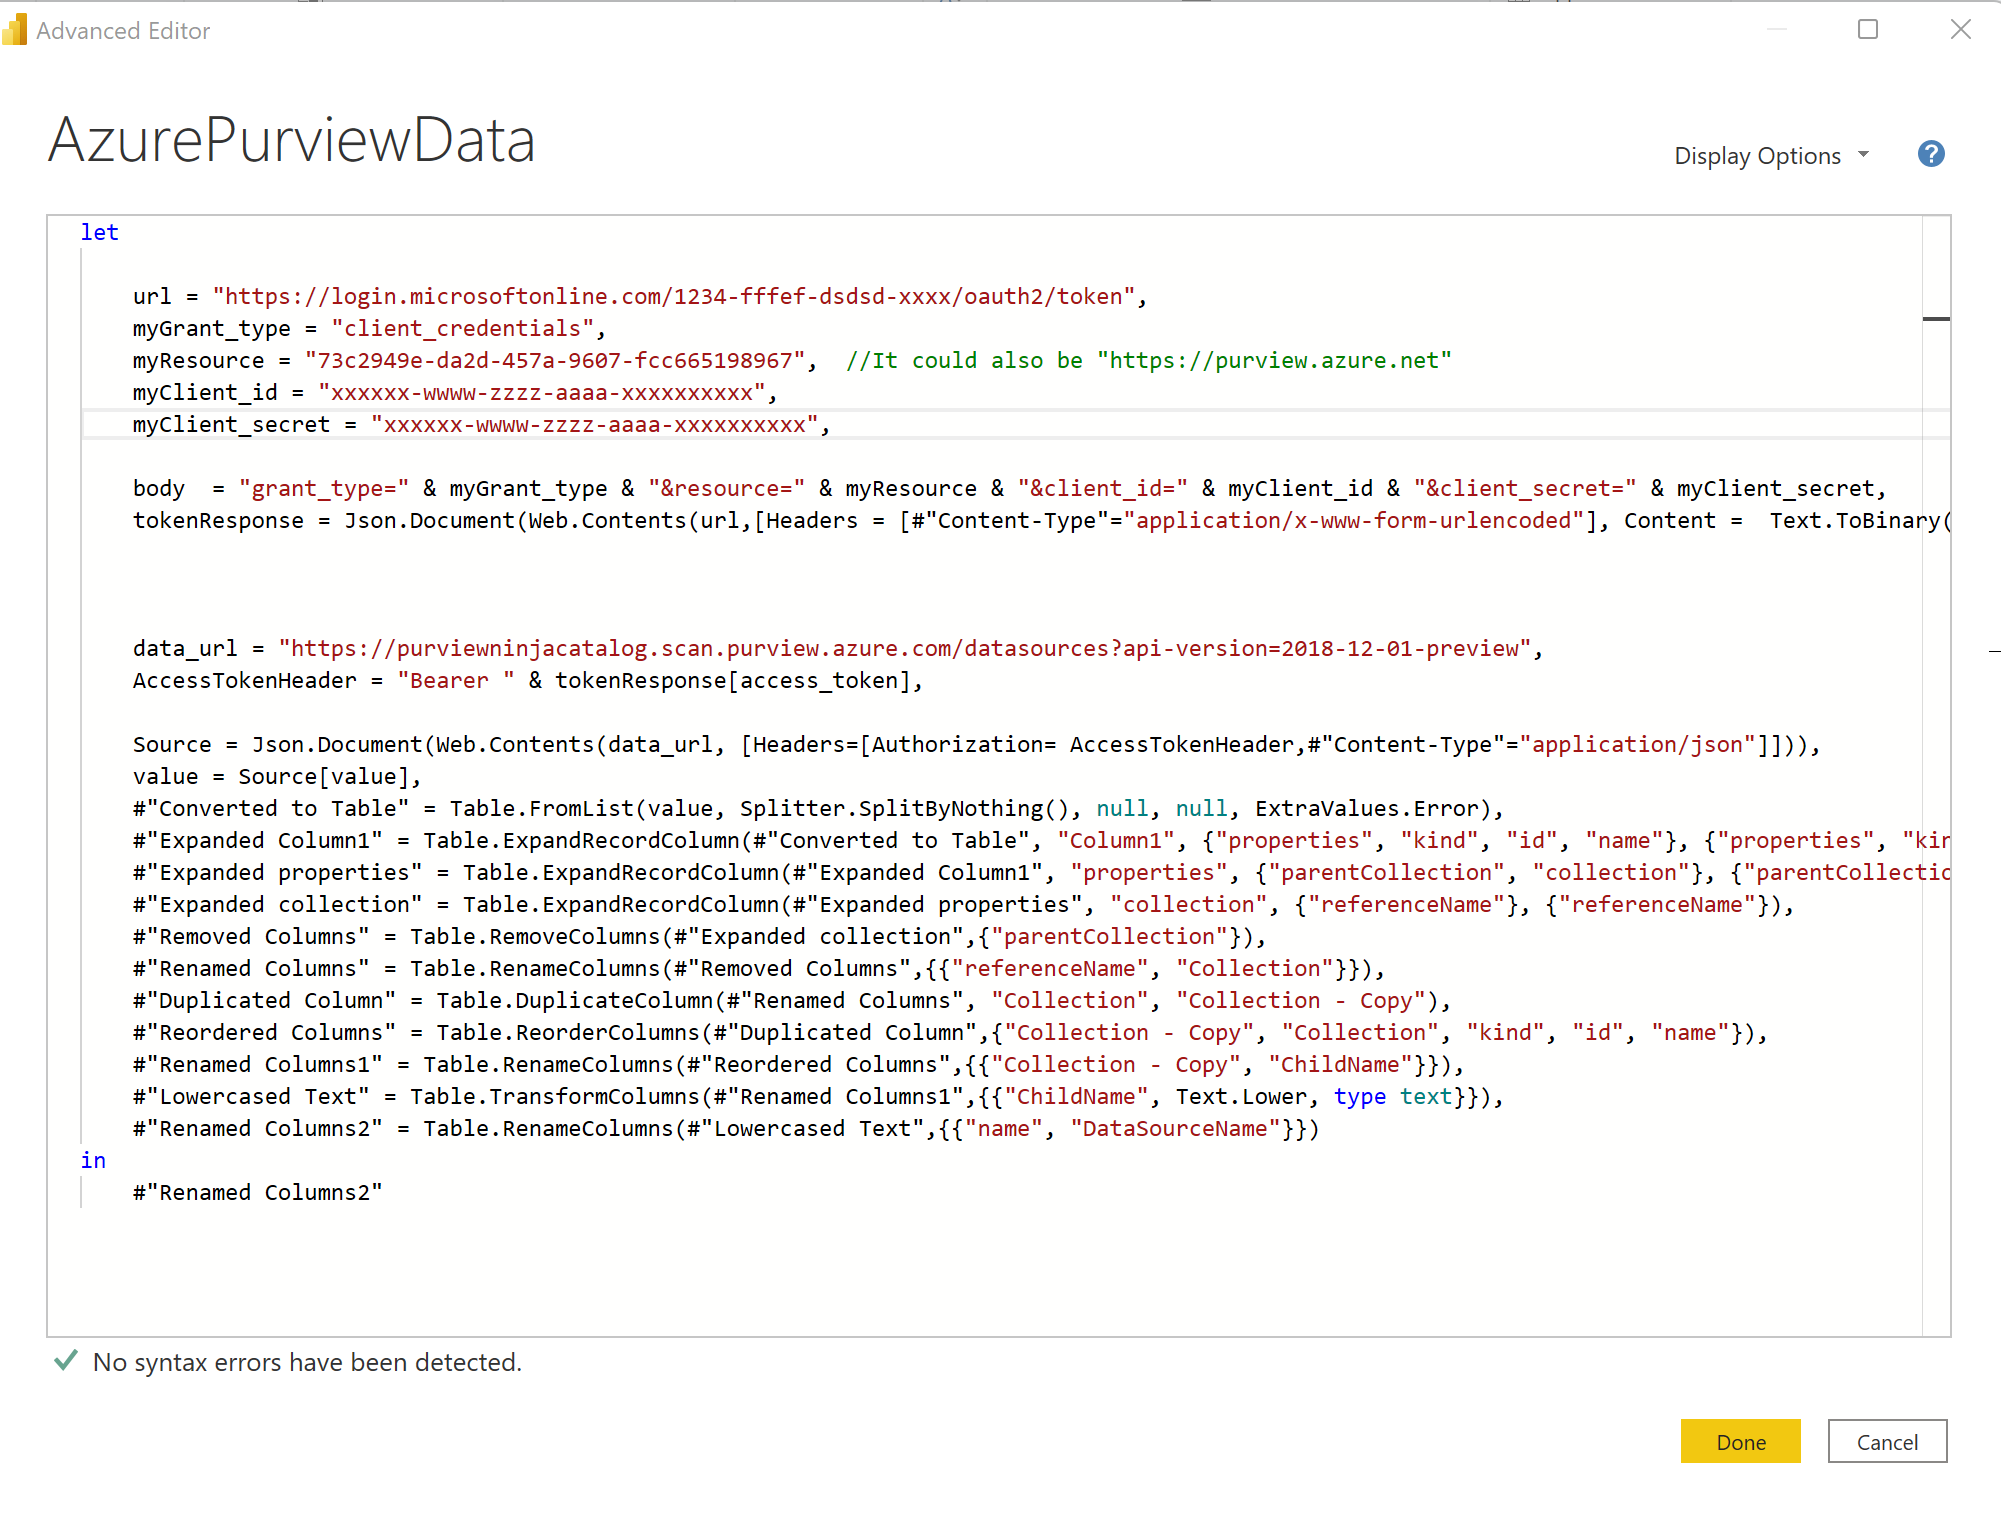 Advanced Editor
AzurePurviewData
Display Options
?
let
url = "https://login.microsoftonline.com/1234-fffef-dsdsd-xxxx/oauth2/token",
myGrant_type = "client_credentials",
myResource = "73c2949e-da2d-457a-9607-fcc665198967",  //It could also be "https://purview.azure.net"
myClient_id = "xxxxxx-wwww-zzzz-aaaa-xxxxxxxxxx",
myClient_secret = "xxxxxx-wwww-zzzz-aaaa-xxxxxxxxxx",
body  = "grant_type=" & myGrant_type & "&resource=" & myResource & "&client_id=" & myClient_id & "&client_secret=" & myClient_secret,
tokenResponse = Json.Document(Web.Contents(url,[Headers = [#"Content-Type"="application/x-www-form-urlencoded"], Content =  Text.ToBinary(
data_url = "https://purviewninjacatalog.scan.purview.azure.com/datasources?api-version=2018-12-01-preview",
AccessTokenHeader = "Bearer " & tokenResponse[access_token],
Source = Json.Document(Web.Contents(data_url, [Headers=[Authorization= AccessTokenHeader,#"Content-Type"="application/json"]])),
value = Source[value],
#"Converted to Table" = Table.FromList(value, Splitter.SplitByNothing(), null, null, ExtraValues.Error),
#"Expanded Column1" = Table.ExpandRecordColumn(#"Converted to Table", "Column1", {"properties", "kind", "id", "name"}, {"properties", "kin
#"Expanded properties" = Table.ExpandRecordColumn(#"Expanded Column1", "properties", {"parentCollection", "collection"}, {"parentCollectio
#"Expanded collection" = Table.ExpandRecordColumn(#"Expanded properties", "collection", {"referenceName"}, {"referenceName"}),
#"Removed Columns" = Table.RemoveColumns(#"Expanded collection",{"parentCollection"}),
#"Renamed Columns" = Table.RenameColumns(#"Removed Columns",{{"referenceName", "Collection"}}),
#"Duplicated Column" = Table.DuplicateColumn(#"Renamed Columns", "Collection", "Collection - Copy"),
#"Reordered Columns" = Table.ReorderColumns(#"Duplicated Column",{"Collection - Copy", "Collection", "kind", "id", "name"}),
#"Renamed Columns1" = Table.RenameColumns(#"Reordered Columns",{{"Collection - Copy", "ChildName"}}),
#"Lowercased Text" = Table.TransformColumns(#"Renamed Columns1",{{"ChildName", Text.Lower, type text}}),
#"Renamed Columns2" = Table.RenameColumns(#"Lowercased Text",{{"name", "DataSourceName"}})
in
#"Renamed Columns2"
No syntax errors have been detected.
Done
Cancel